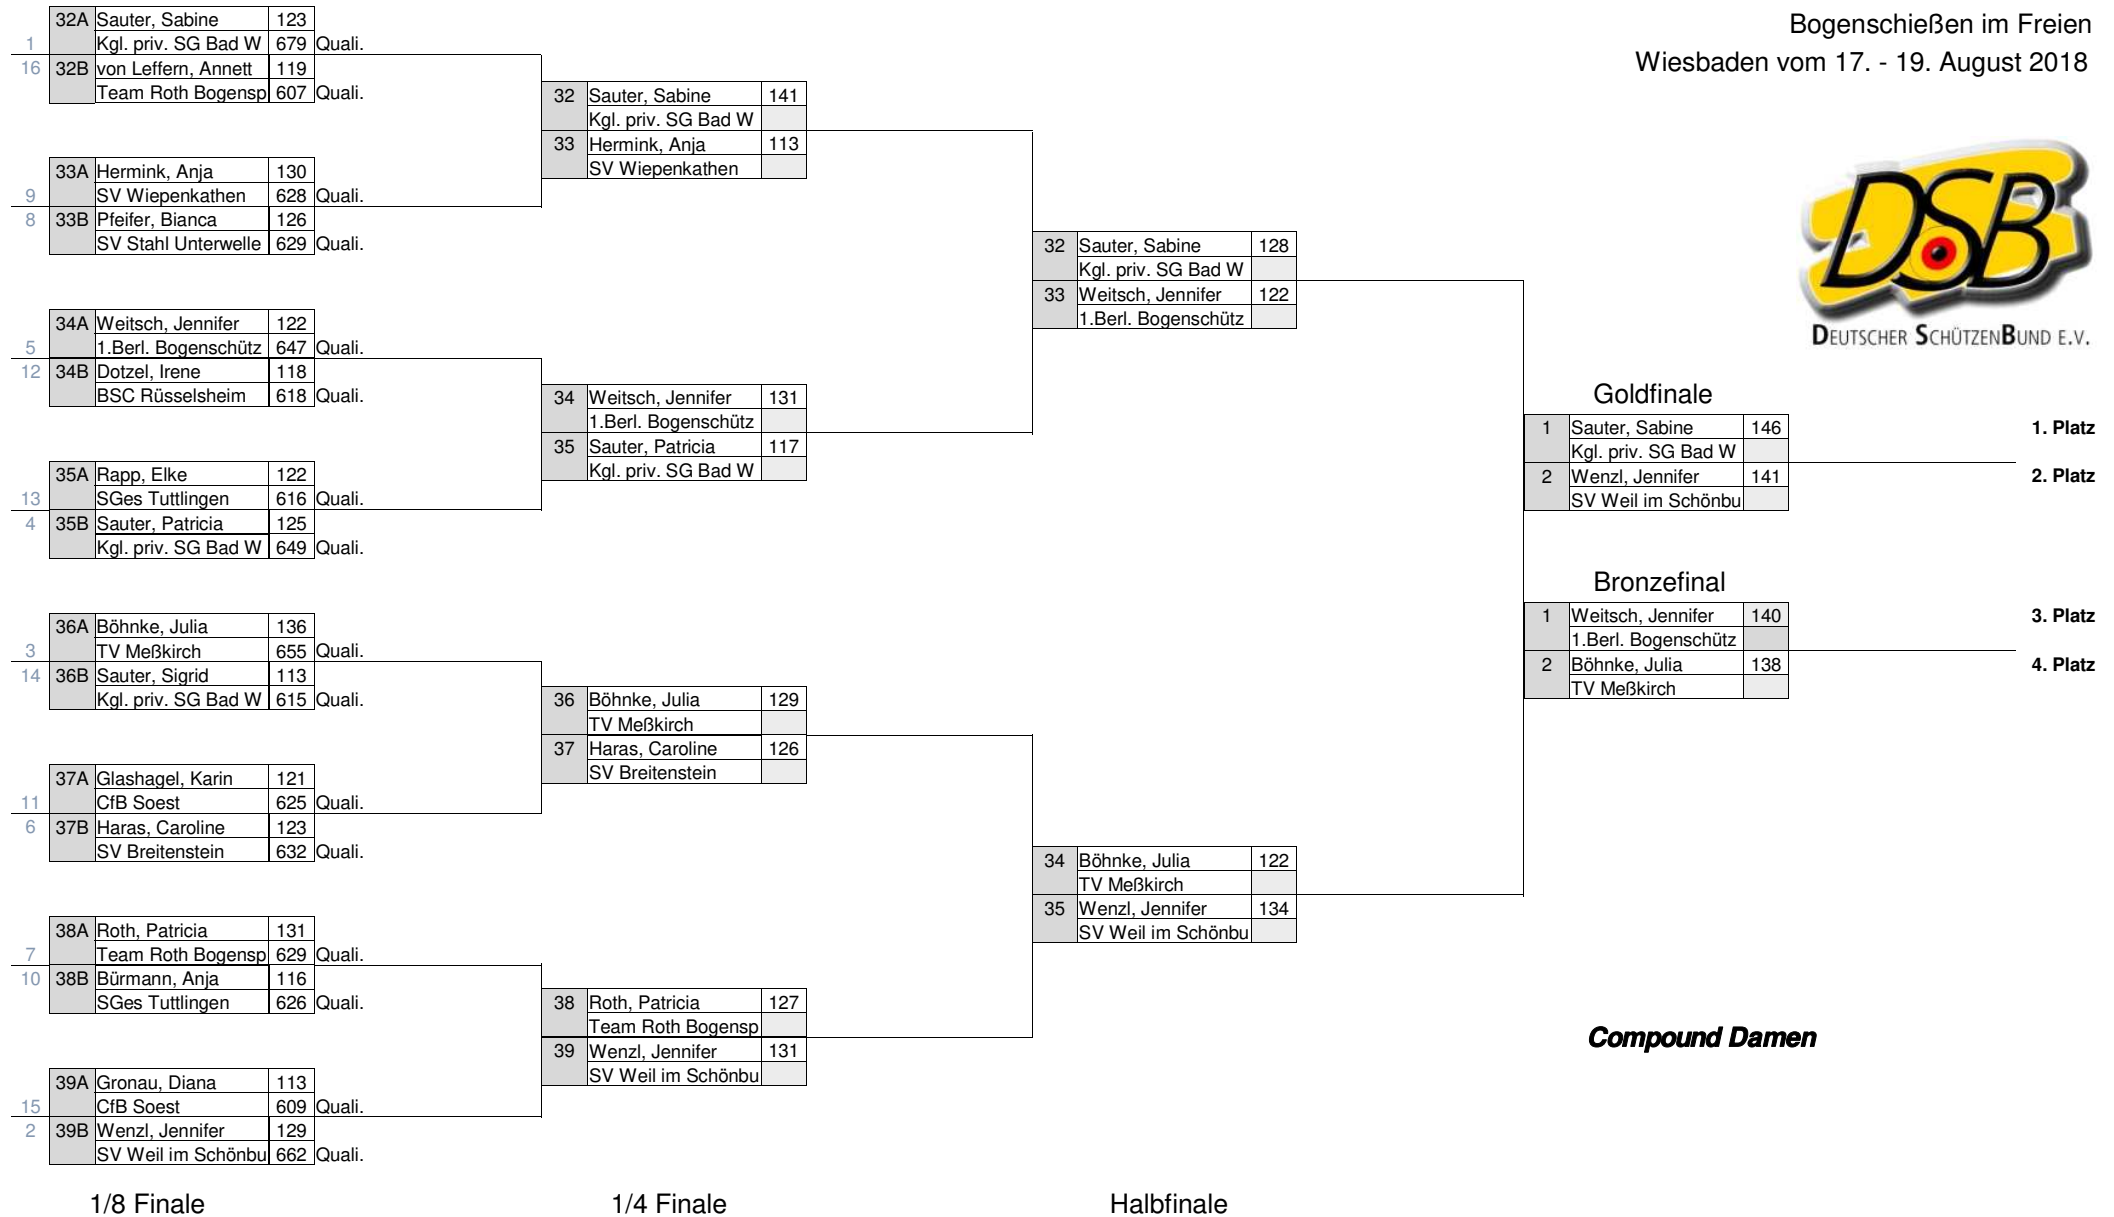 Bogenschießen im Freien
Wiesbaden vom 17. - 19. August 2018
DSB
DEUTSCHER SCHÜTZENBUND E.V.
32A Sauter, Sabine 123
1 Kgl. priv. SG Bad W 679 Quali.
16 32B von Leffern, Annett 119
Team Roth Bogensp 607 Quali.
33A Hermink, Anja 130
9 SV Wiepenkathen 628 Quali.
8 33B Pfeifer, Bianca 126
SV Stahl Unterwelle 629 Quali.
34A Weitsch, Jennifer 122
5 1.Berl. Bogenschütz 647 Quali.
12 34B Dotzel, Irene 118
BSC Rüsselsheim 618 Quali.
35A Rapp, Elke 122
13 SGes Tuttlingen 616 Quali.
4 35B Sauter, Patricia 125
Kgl. priv. SG Bad W 649 Quali.
36A Böhnke, Julia 136
3 TV Meßkirch 655 Quali.
14 36B Sauter, Sigrid 113
Kgl. priv. SG Bad W 615 Quali.
37A Glashagel, Karin 121
11 CfB Soest 625 Quali.
6 37B Haras, Caroline 123
SV Breitenstein 632 Quali.
38A Roth, Patricia 131
7 Team Roth Bogensp 629 Quali.
10 38B Bürmann, Anja 116
SGes Tuttlingen 626 Quali.
39A Gronau, Diana 113
15 CfB Soest 609 Quali.
2 39B Wenzl, Jennifer 129
SV Weil im Schönbu 662 Quali.
1/8 Finale
32 Sauter, Sabine 141
Kgl. priv. SG Bad W
33 Hermink, Anja 113
SV Wiepenkathen
34 Weitsch, Jennifer 131
1.Berl. Bogenschütz
35 Sauter, Patricia 117
Kgl. priv. SG Bad W
36 Böhnke, Julia 129
TV Meßkirch
37 Haras, Caroline 126
SV Breitenstein
38 Roth, Patricia 127
Team Roth Bogensp
39 Wenzl, Jennifer 131
SV Weil im Schönbu
1/4 Finale
32 Sauter, Sabine 128
Kgl. priv. SG Bad W
33 Weitsch, Jennifer 122
1.Berl. Bogenschütz
34 Böhnke, Julia 122
TV Meßkirch
35 Wenzl, Jennifer 134
SV Weil im Schönbu
Halbfinale
Goldfinale
1 Sauter, Sabine 146 1. Platz
Kgl. priv. SG Bad W
2 Wenzl, Jennifer 141 2. Platz
SV Weil im Schönbu
Bronzefinal
1 Weitsch, Jennifer 140 3. Platz
1.Berl. Bogenschütz
2 Böhnke, Julia 138 4. Platz
TV Meßkirch
Compound Damen